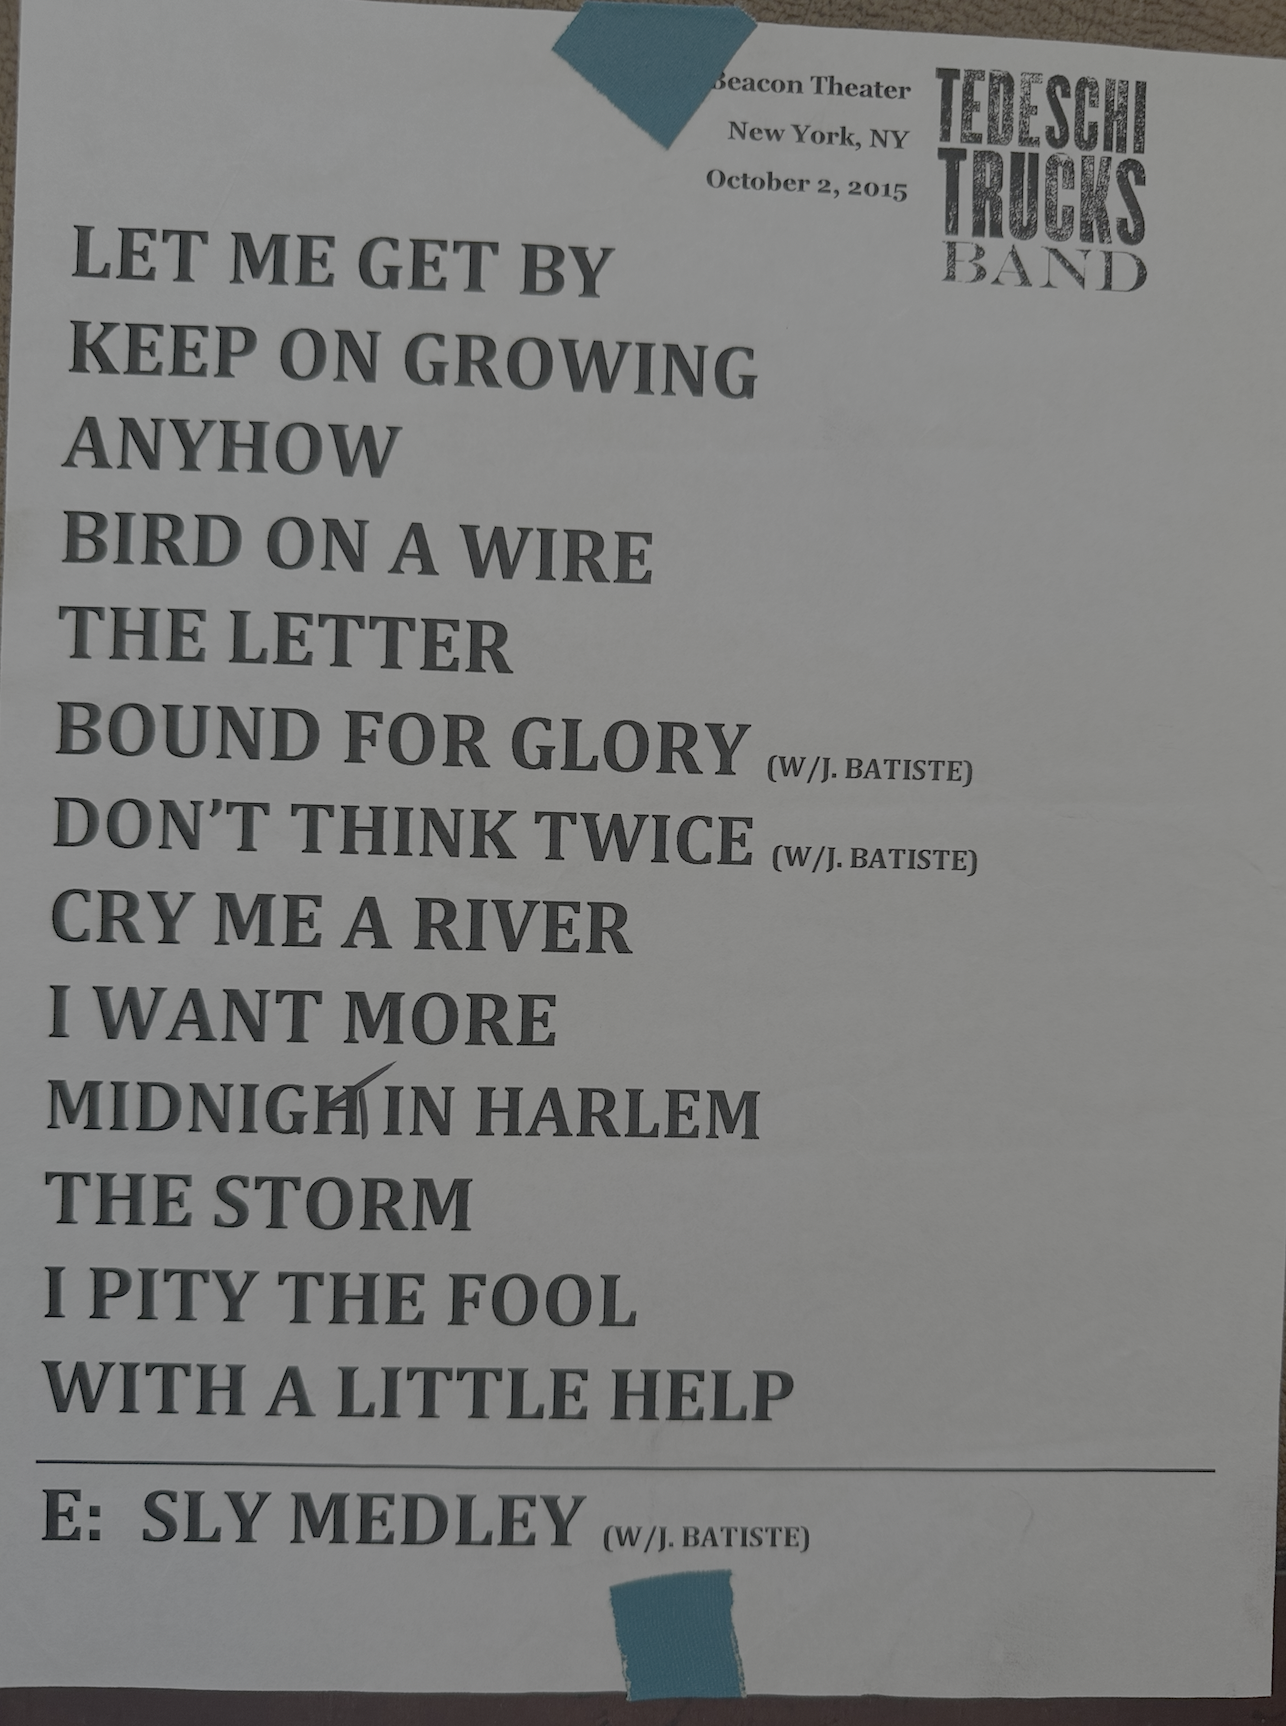 Beacon Theater
New York, NY
October 2, 2015
TEDESCHI
TRUCKS
BAND
LET ME GET BY
KEEP ON GROWING
ANYHOW
BIRD ON A WIRE
THE LETTER
BOUND FOR GLORY (W/J. BATISTE)
DON'T THINK TWICE (W/J. BATISTE)
CRY ME A RIVER
I WANT MORE
MIDNIGHT IN HARLEM
THE STORM
I PITY THE FOOL
WITH A LITTLE HELP
E: SLY MEDLEY (W/J. BATISTE)